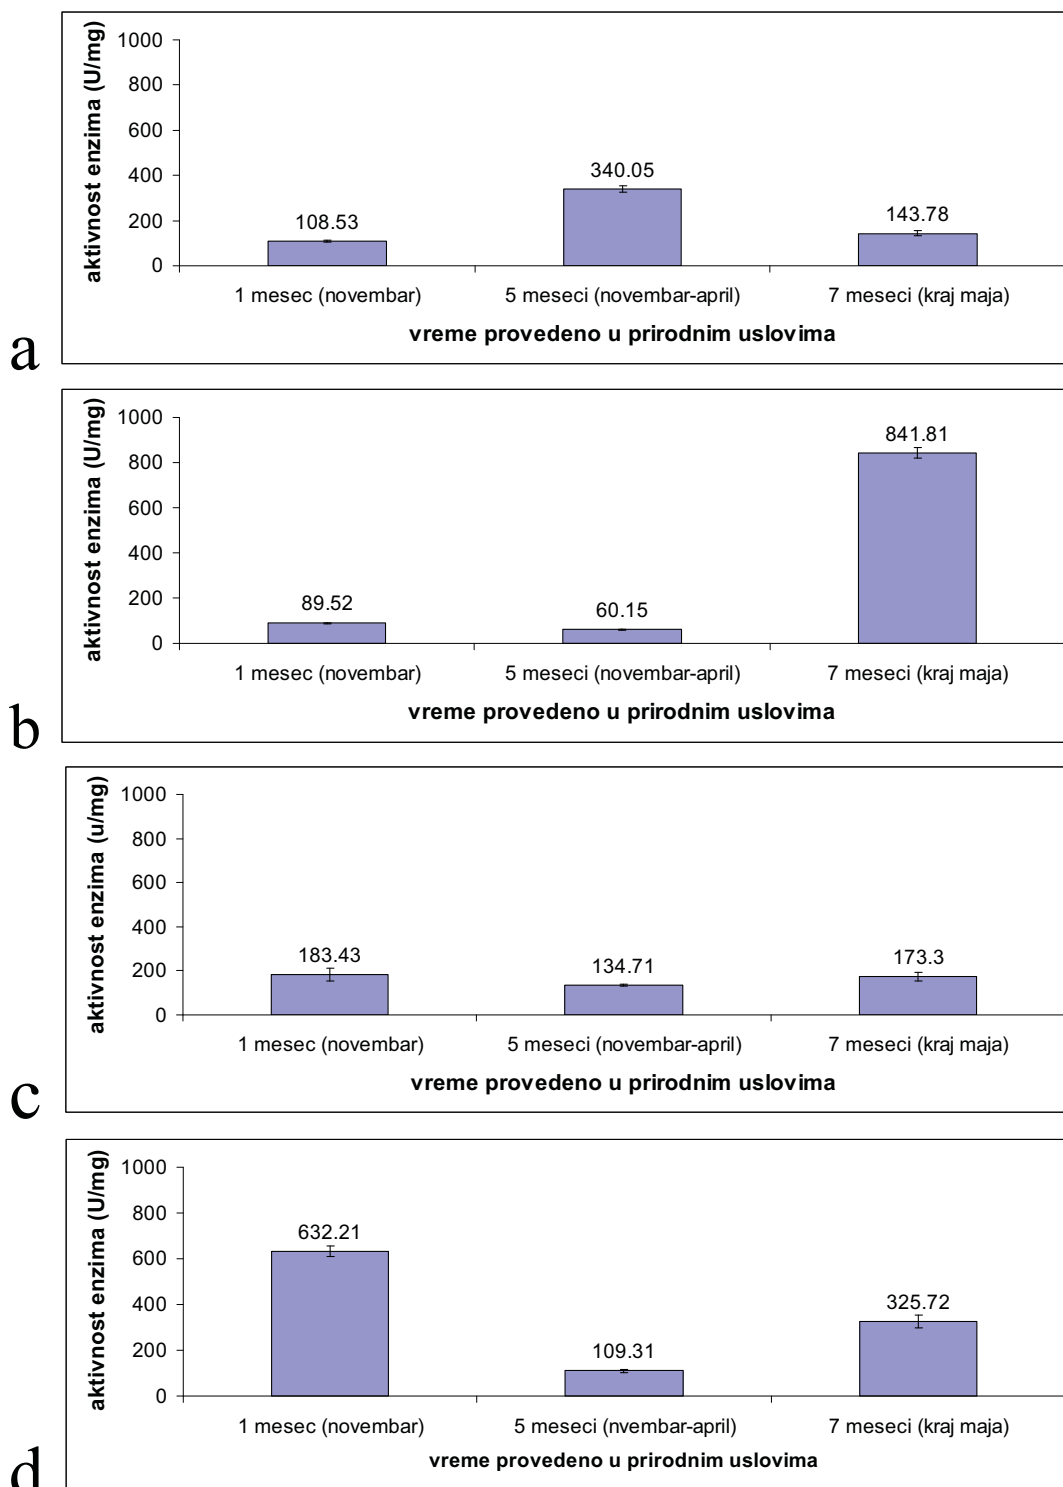 a
aktivnost enzima (U/mg)
1000
800
600
400
200
0
108.53
340.05
143.78
1 mesec (novembar)
5 meseci (novembar-april)
7 meseci (kraj maja)
vreme provedeno u prirodnim uslovima
b
aktivnost enzima (U/mg)
1000
800
600
400
200
0
89.52
60.15
841.81
1 mesec (novembar)
5 meseci (novembar-april)
7 meseci (kraj maja)
vreme provedeno u prirodnim uslovima
c
aktivnost enzima (u/mg)
1000
800
600
400
200
0
183.43
134.71
173.3
1 mesec (novembar)
5 meseci (novembar-april)
7 meseci (kraj maja)
vreme provedeno u prirodnim uslovima
d
aktivnost enzima (U/mg)
1000
800
600
400
200
0
632.21
109.31
325.72
1 mesec (novembar)
5 meseci (nvembar-april)
7 meseci (kraj maja)
vreme provedeno u prirodnim uslovima